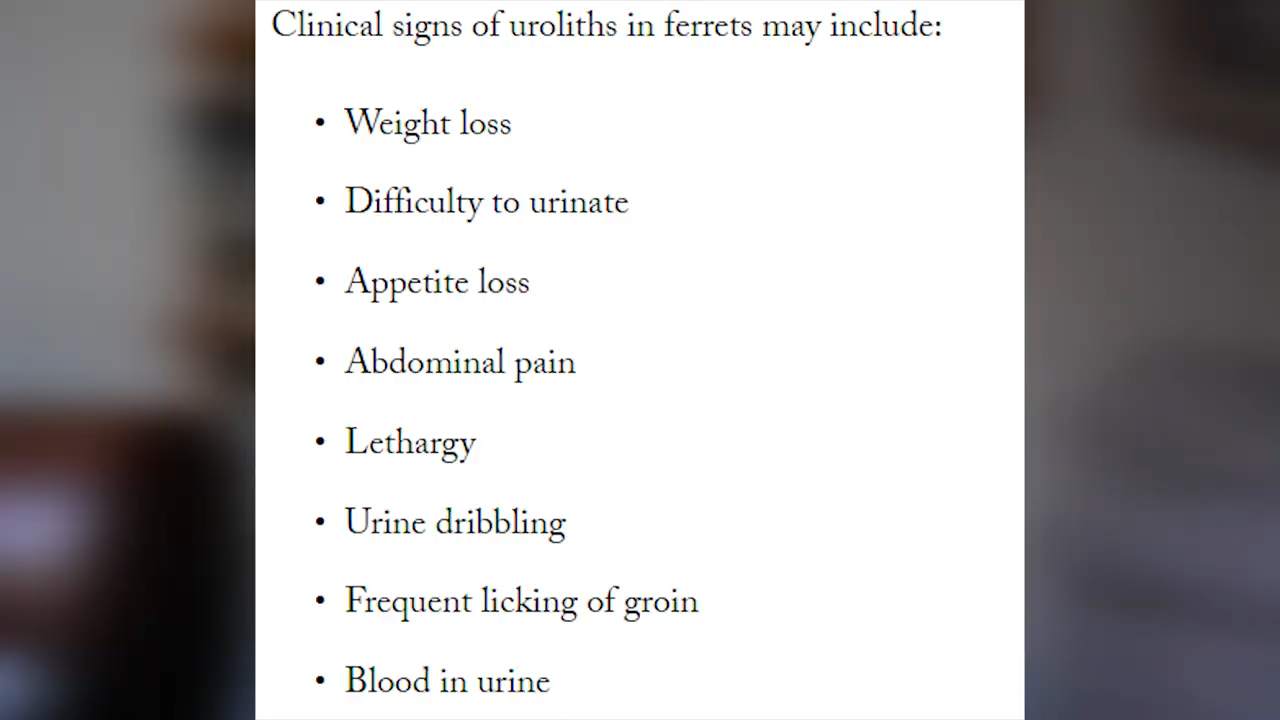 Clinical signs of uroliths in ferrets may include:
• Weight loss
• Difficulty to urinate
• Appetite loss
• Abdominal pain
• Lethargy
• Urine dribbling
• Frequent licking of groin
• Blood in urine